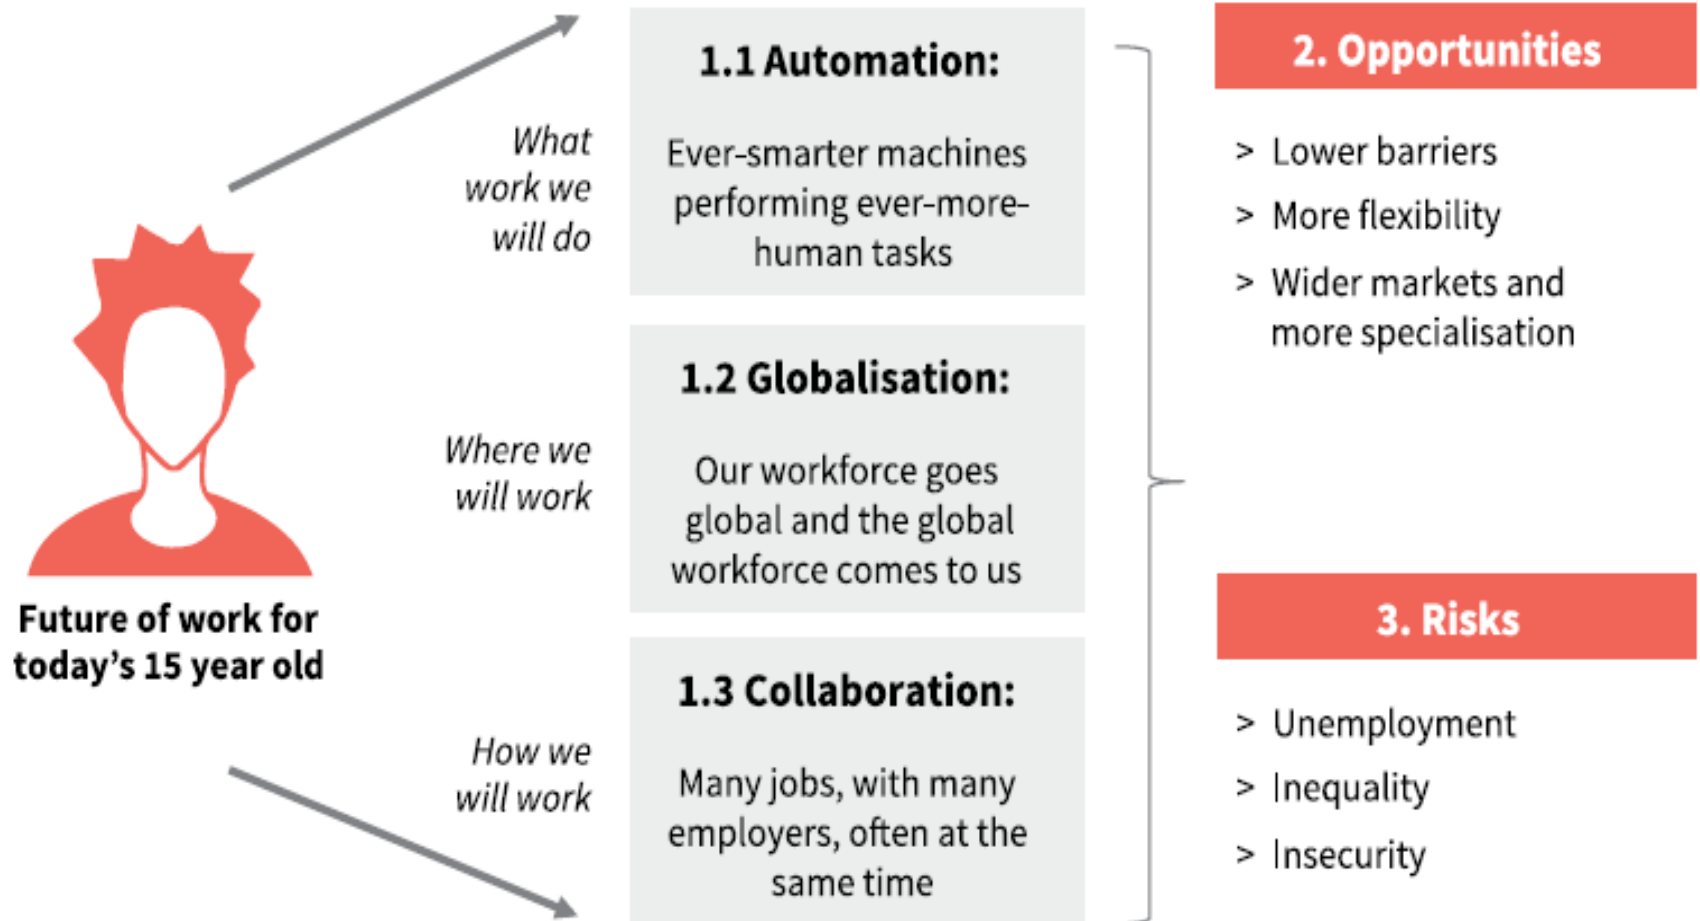 Future of work for
today's 15 year old
What
work we
will do
1.1 Automation:
Ever-smarter machines
performing ever-more-
human tasks
Where we
will work
1.2 Globalisation:
Our workforce goes
global and the global
workforce comes to us
How we
will work
1.3 Collaboration:
Many jobs, with many
employers, often at the
same time
2. Opportunities
> Lower barriers
> More flexibility
> Wider markets and
more specialisation
3. Risks
> Unemployment
> Inequality
> Insecurity